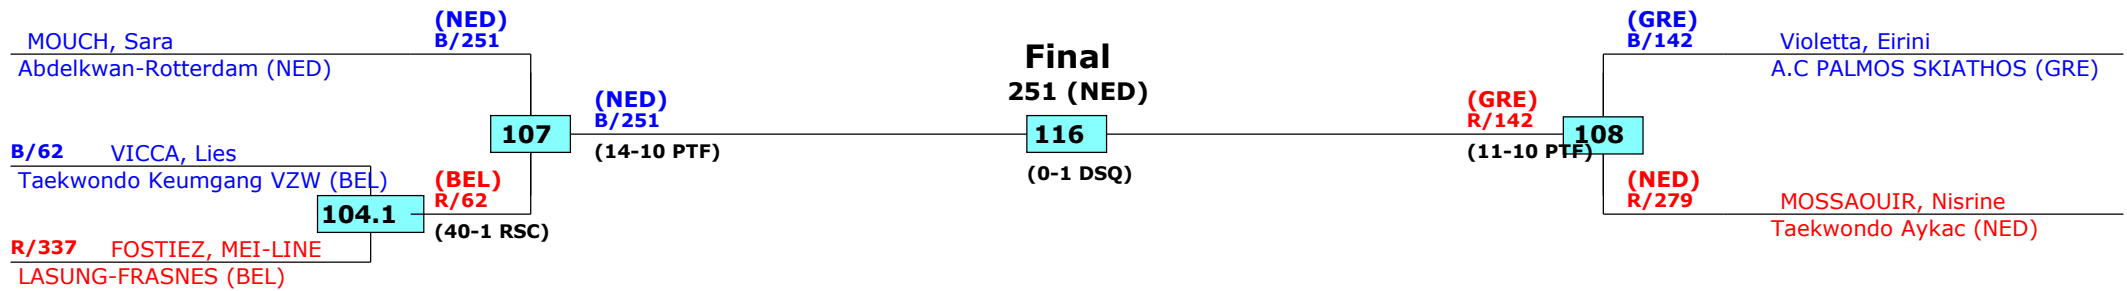 MOUCH, Sara
Abdelkwan-Rotterdam (NED)
(NED)
B/251
B/62 VICCA, Lies
Taekwondo Keumgang VZW (BEL)
R/337 FOSTIEZ, MEI-LINE
LASUNG-FRASNES (BEL)
104.1
(BEL)
R/62
(40-1 RSC)
107
(NED)
B/251
(14-10 PTF)
Final
251 (NED)
116
(0-1 DSQ)
(GRE)
R/142
(11-10 PTF)
108
(GRE)
B/142
Violetta, Eirini
A.C PALMOS SKIATHOS (GRE)
(NED)
R/279
MOSSAOUIR, Nisrine
Taekwondo Aykac (NED)